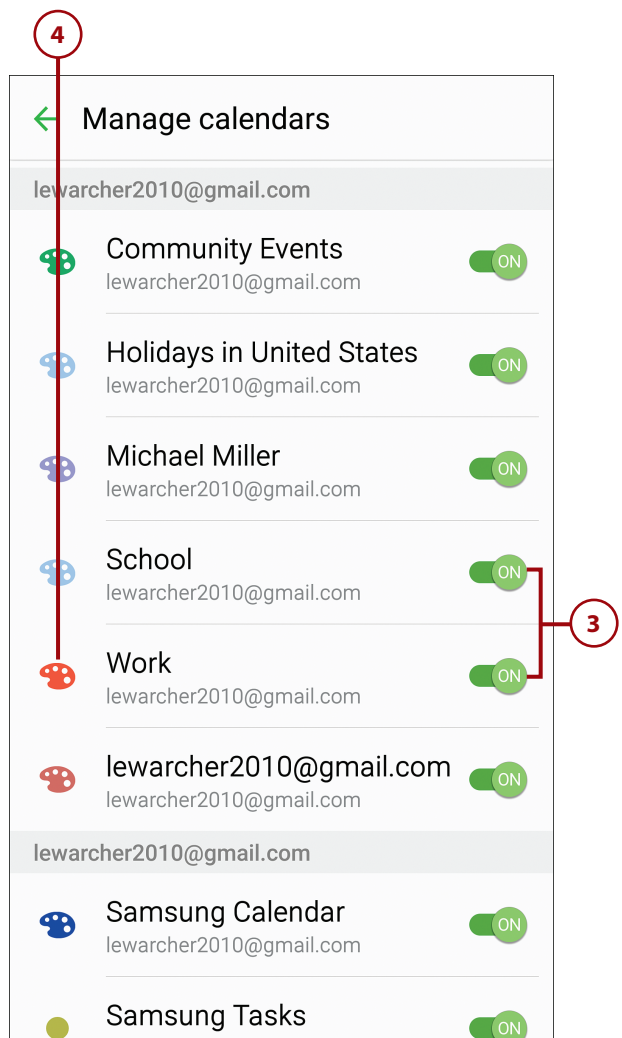 4
Manage calendars
lewarcher2010@gmail.com
Community Events
lewarcher2010@gmail.com
ON
Holidays in United States
lewarcher2010@gmail.com
ON
Michael Miller
lewarcher2010@gmail.com
ON
School
lewarcher2010@gmail.com
ON
3
Work
lewarcher2010@gmail.com
ON
lewarcher2010@gmail.com
lewarcher2010@gmail.com
ON
lewarcher2010@gmail.com
Samsung Calendar
lewarcher2010@gmail.com
ON
Samsung Tasks
ON